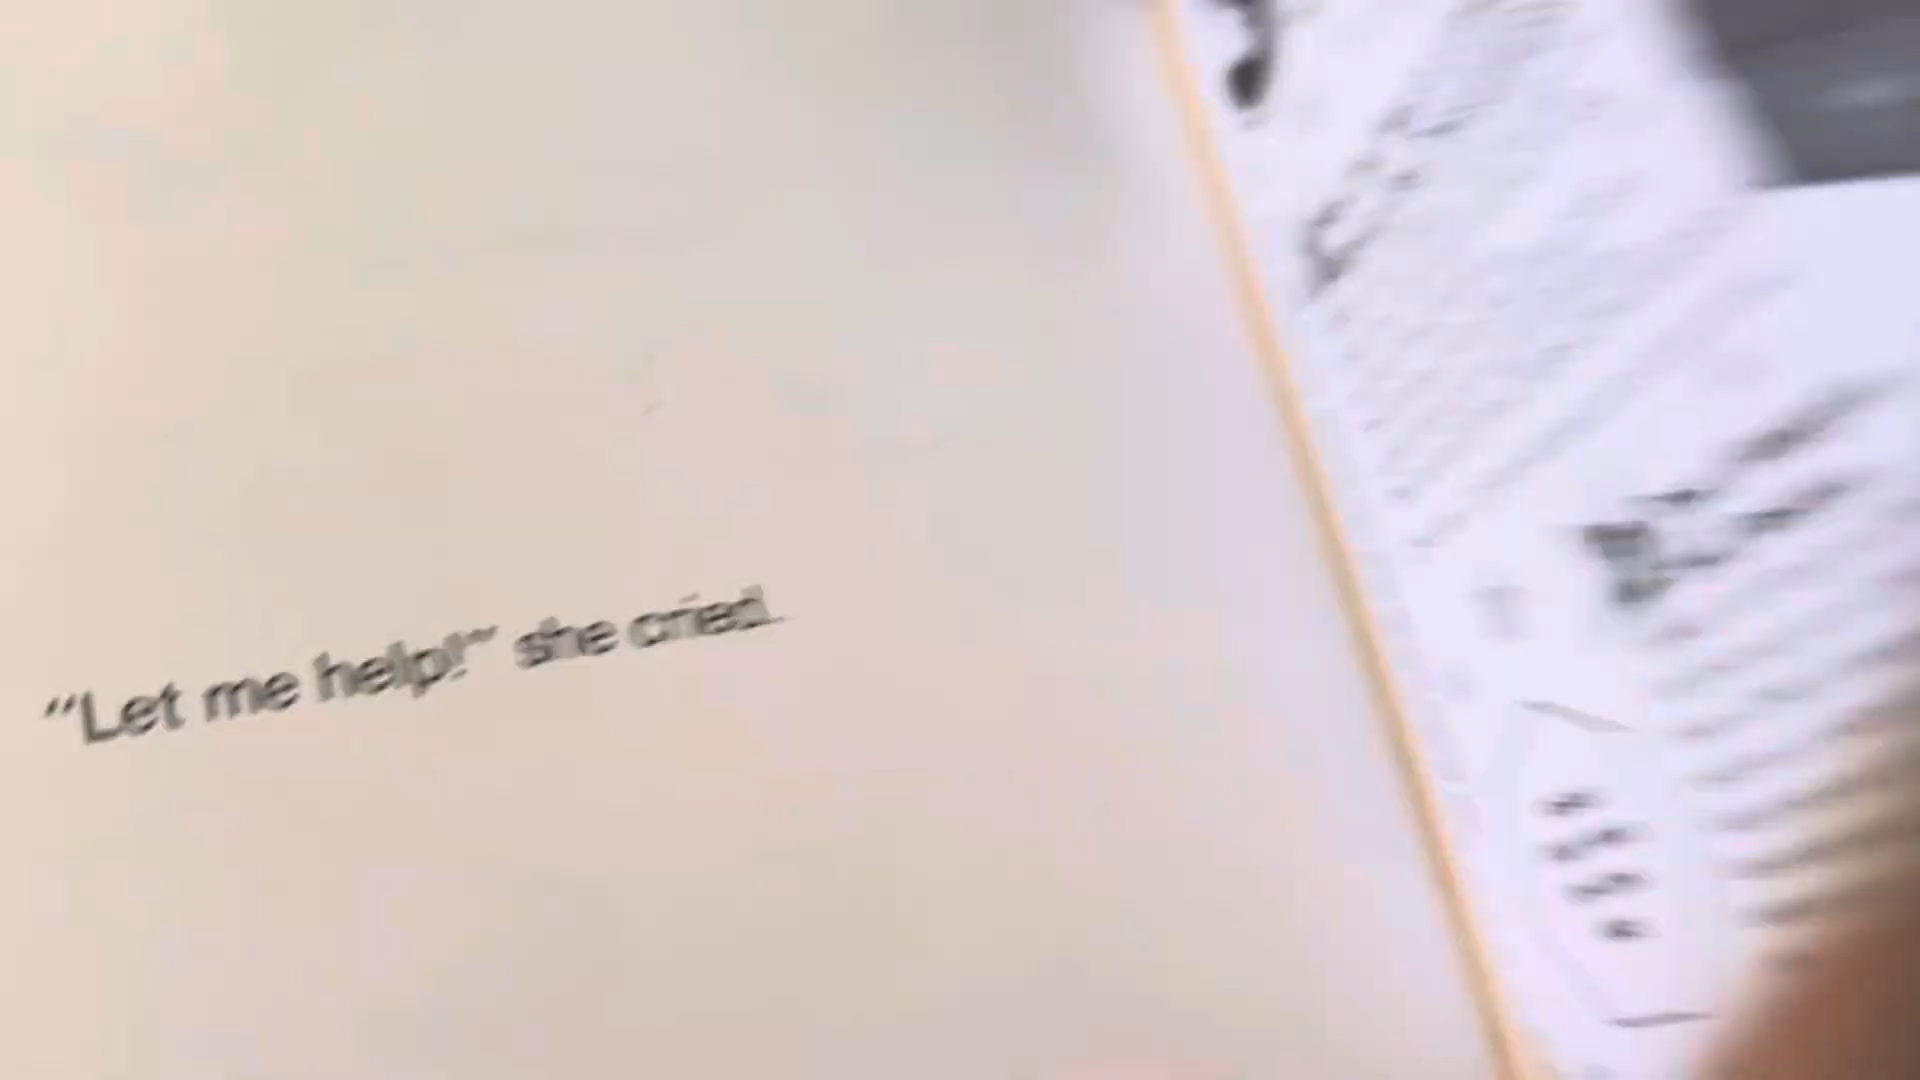 “Let me help!” she cried.